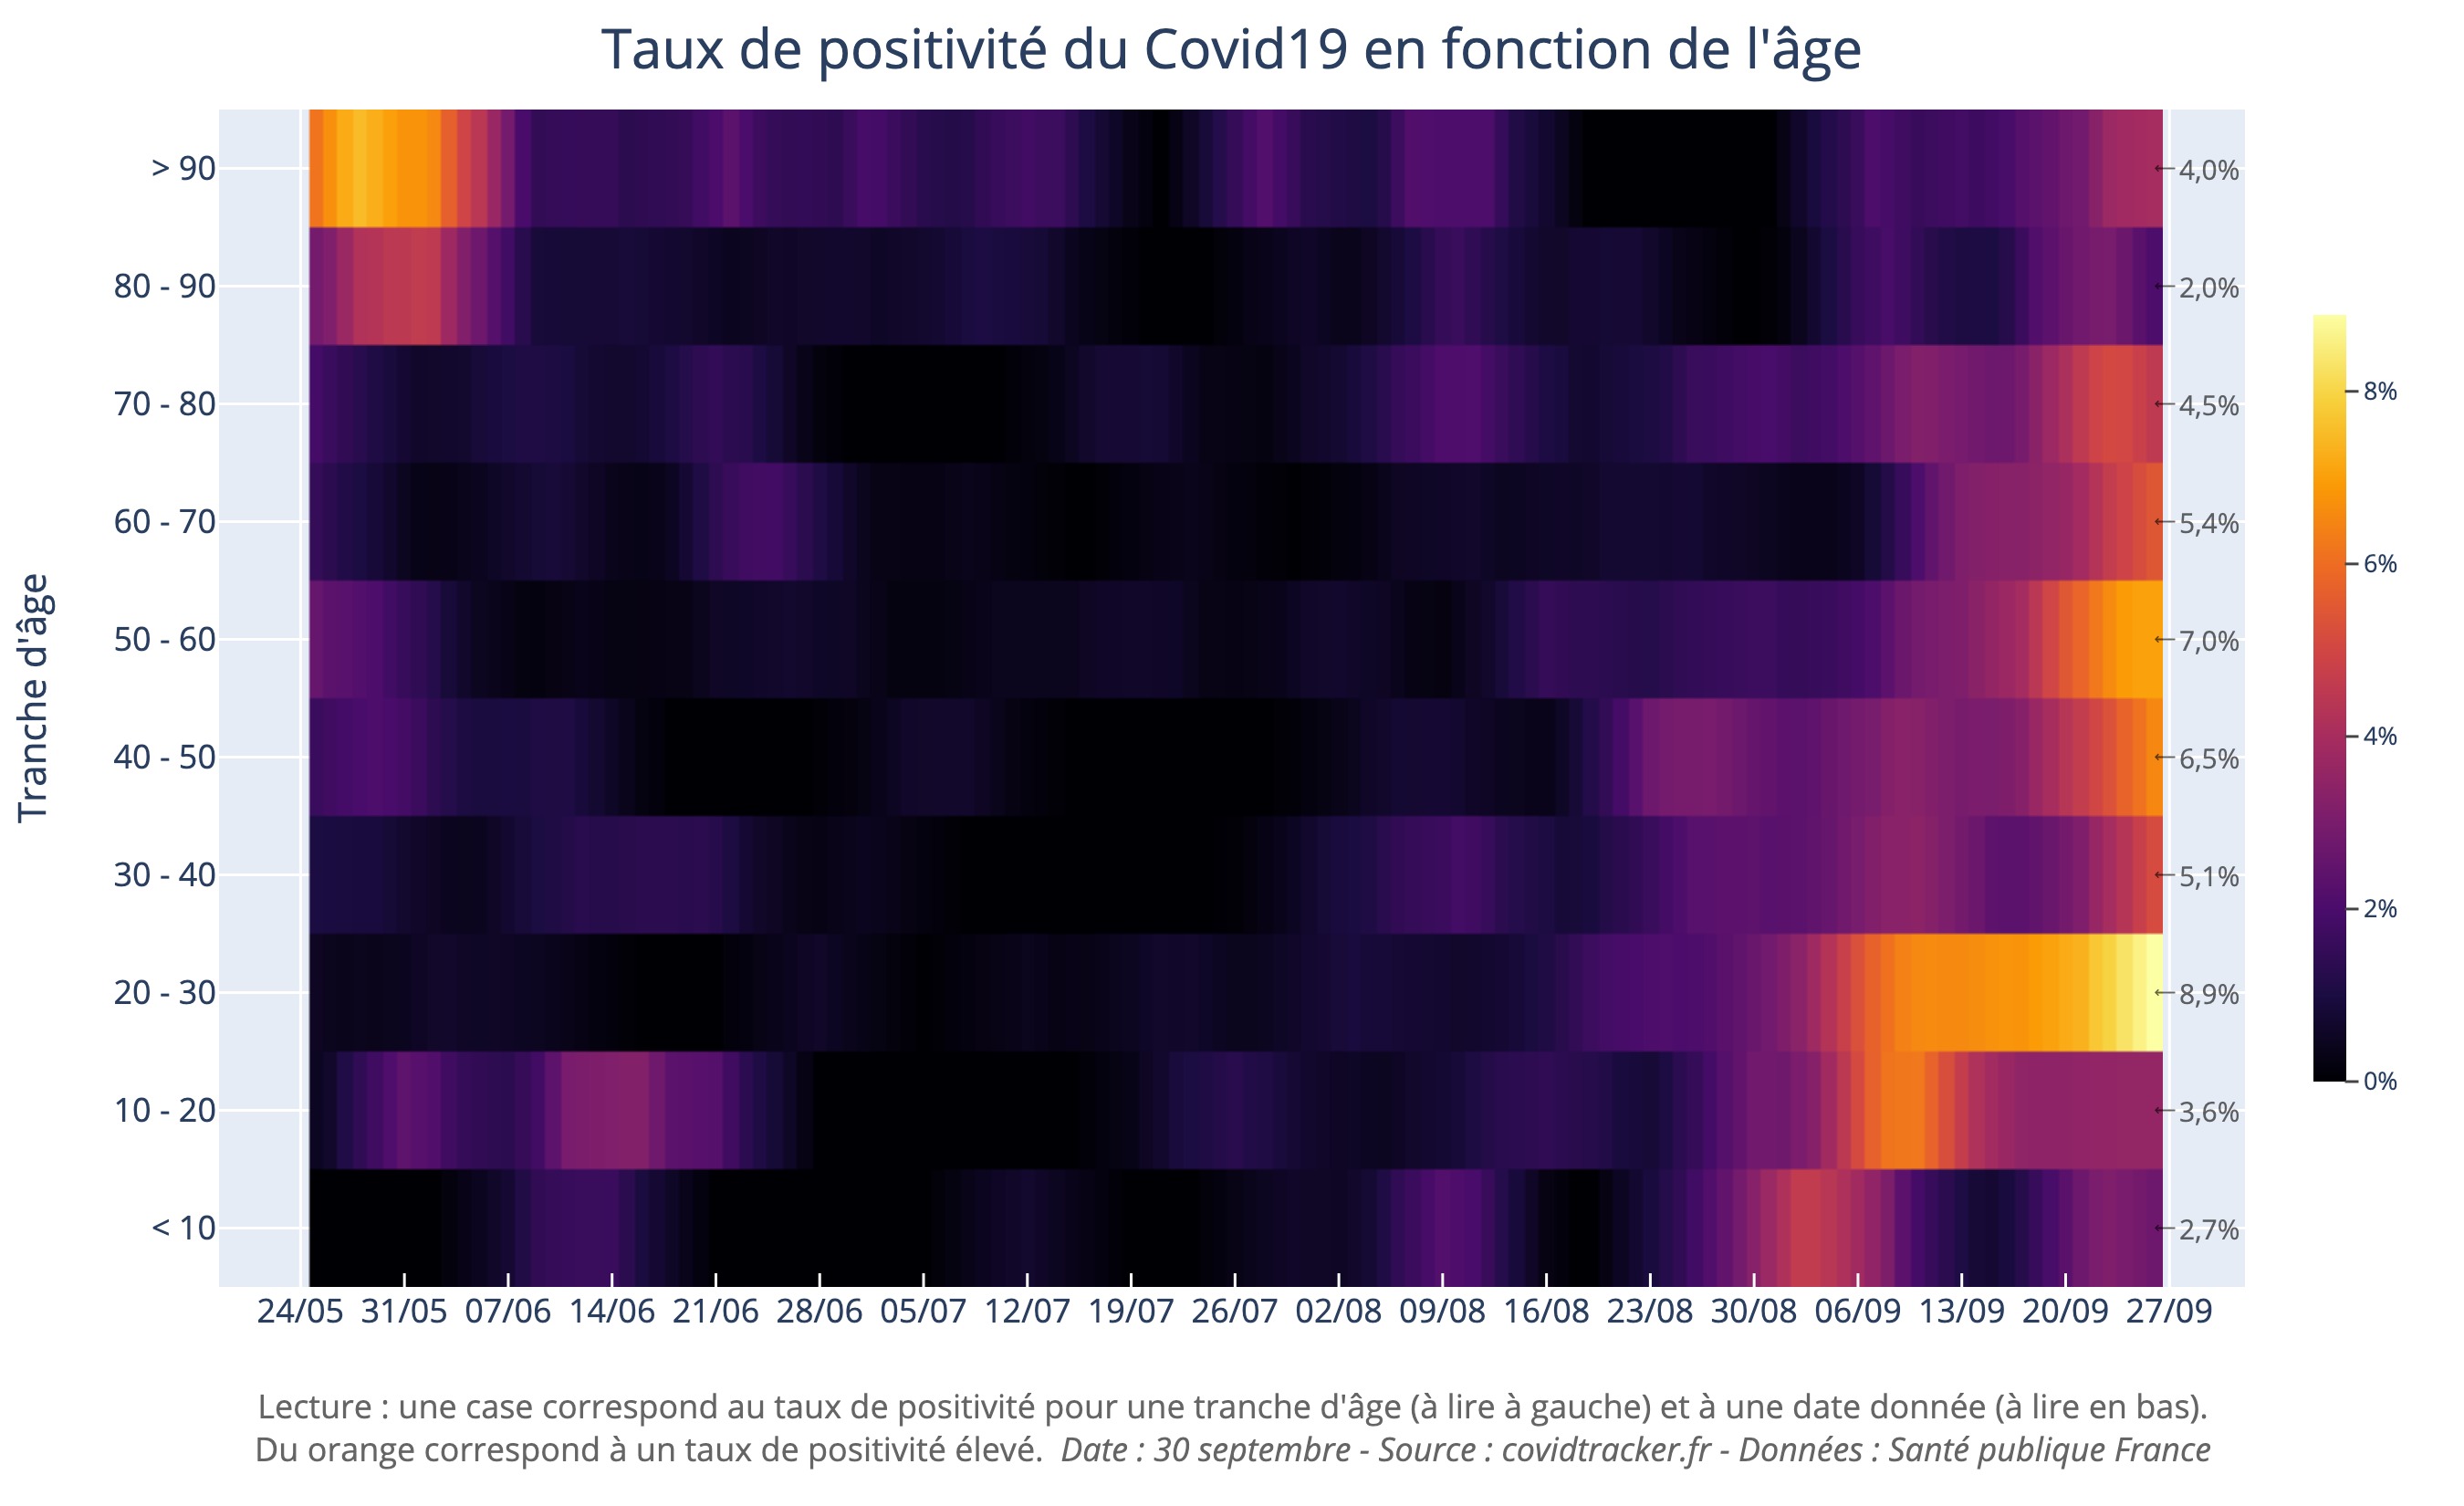 Taux de positivité du Covid19 en fonction de l'âge
Tranche d'âge
> 90
80 - 90
70 - 80
60 - 70
50 - 60
40 - 50
30 - 40
20 - 30
10 - 20
< 10
4,0%
2,0%
4,5%
5,4%
7,0%
6,5%
5,1%
8,9%
3,6%
2,7%
8%
6%
4%
2%
0%
24/05 31/05 07/06 14/06 21/06 28/06 05/07 12/07 19/07 26/07 02/08 09/08 16/08 23/08 30/08 06/09 13/09 20/09 27/09
Lecture : une case correspond au taux de positivité pour une tranche d'âge (à lire à gauche) et à une date donnée (à lire en bas).
Du orange correspond à un taux de positivité élevé. Date : 30 septembre - Source : covidtracker.fr - Données : Santé publique France